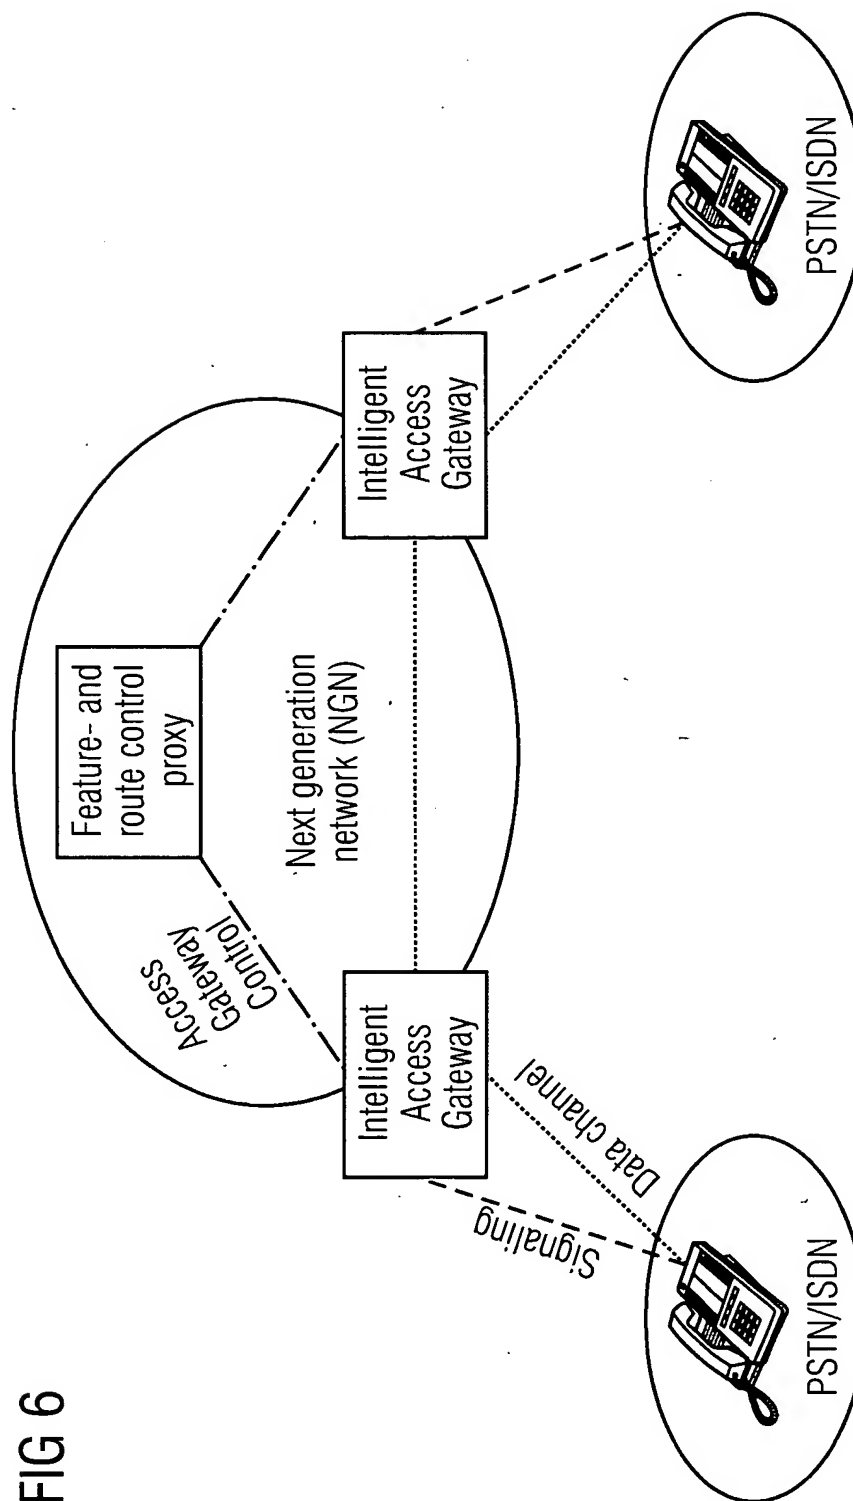 FIG 6
Feature- and
route control
proxy
Access
Gateway
Control
Next generation
network (NGN)
Intelligent
Access
Gateway
Intelligent
Access
Gateway
Signaling
Data channel
PSTN/ISDN
PSTN/ISDN